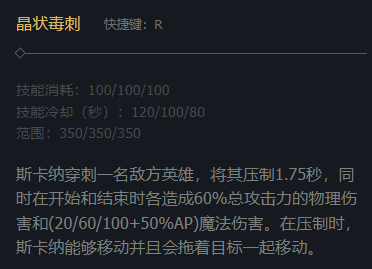 晶状毒刺 快捷键：R
技能消耗：100/100/100
技能冷却（秒）：120/100/80
范围：350/350/350
斯卡纳穿刺一名敌方英雄，将其压制1.75秒，同
时在开始和结束时各造成60%总攻击力的物理伤
害和(20/60/100+50%AP)魔法伤害。在压制时，
斯卡纳能够移动并且会拖着目标一起移动。